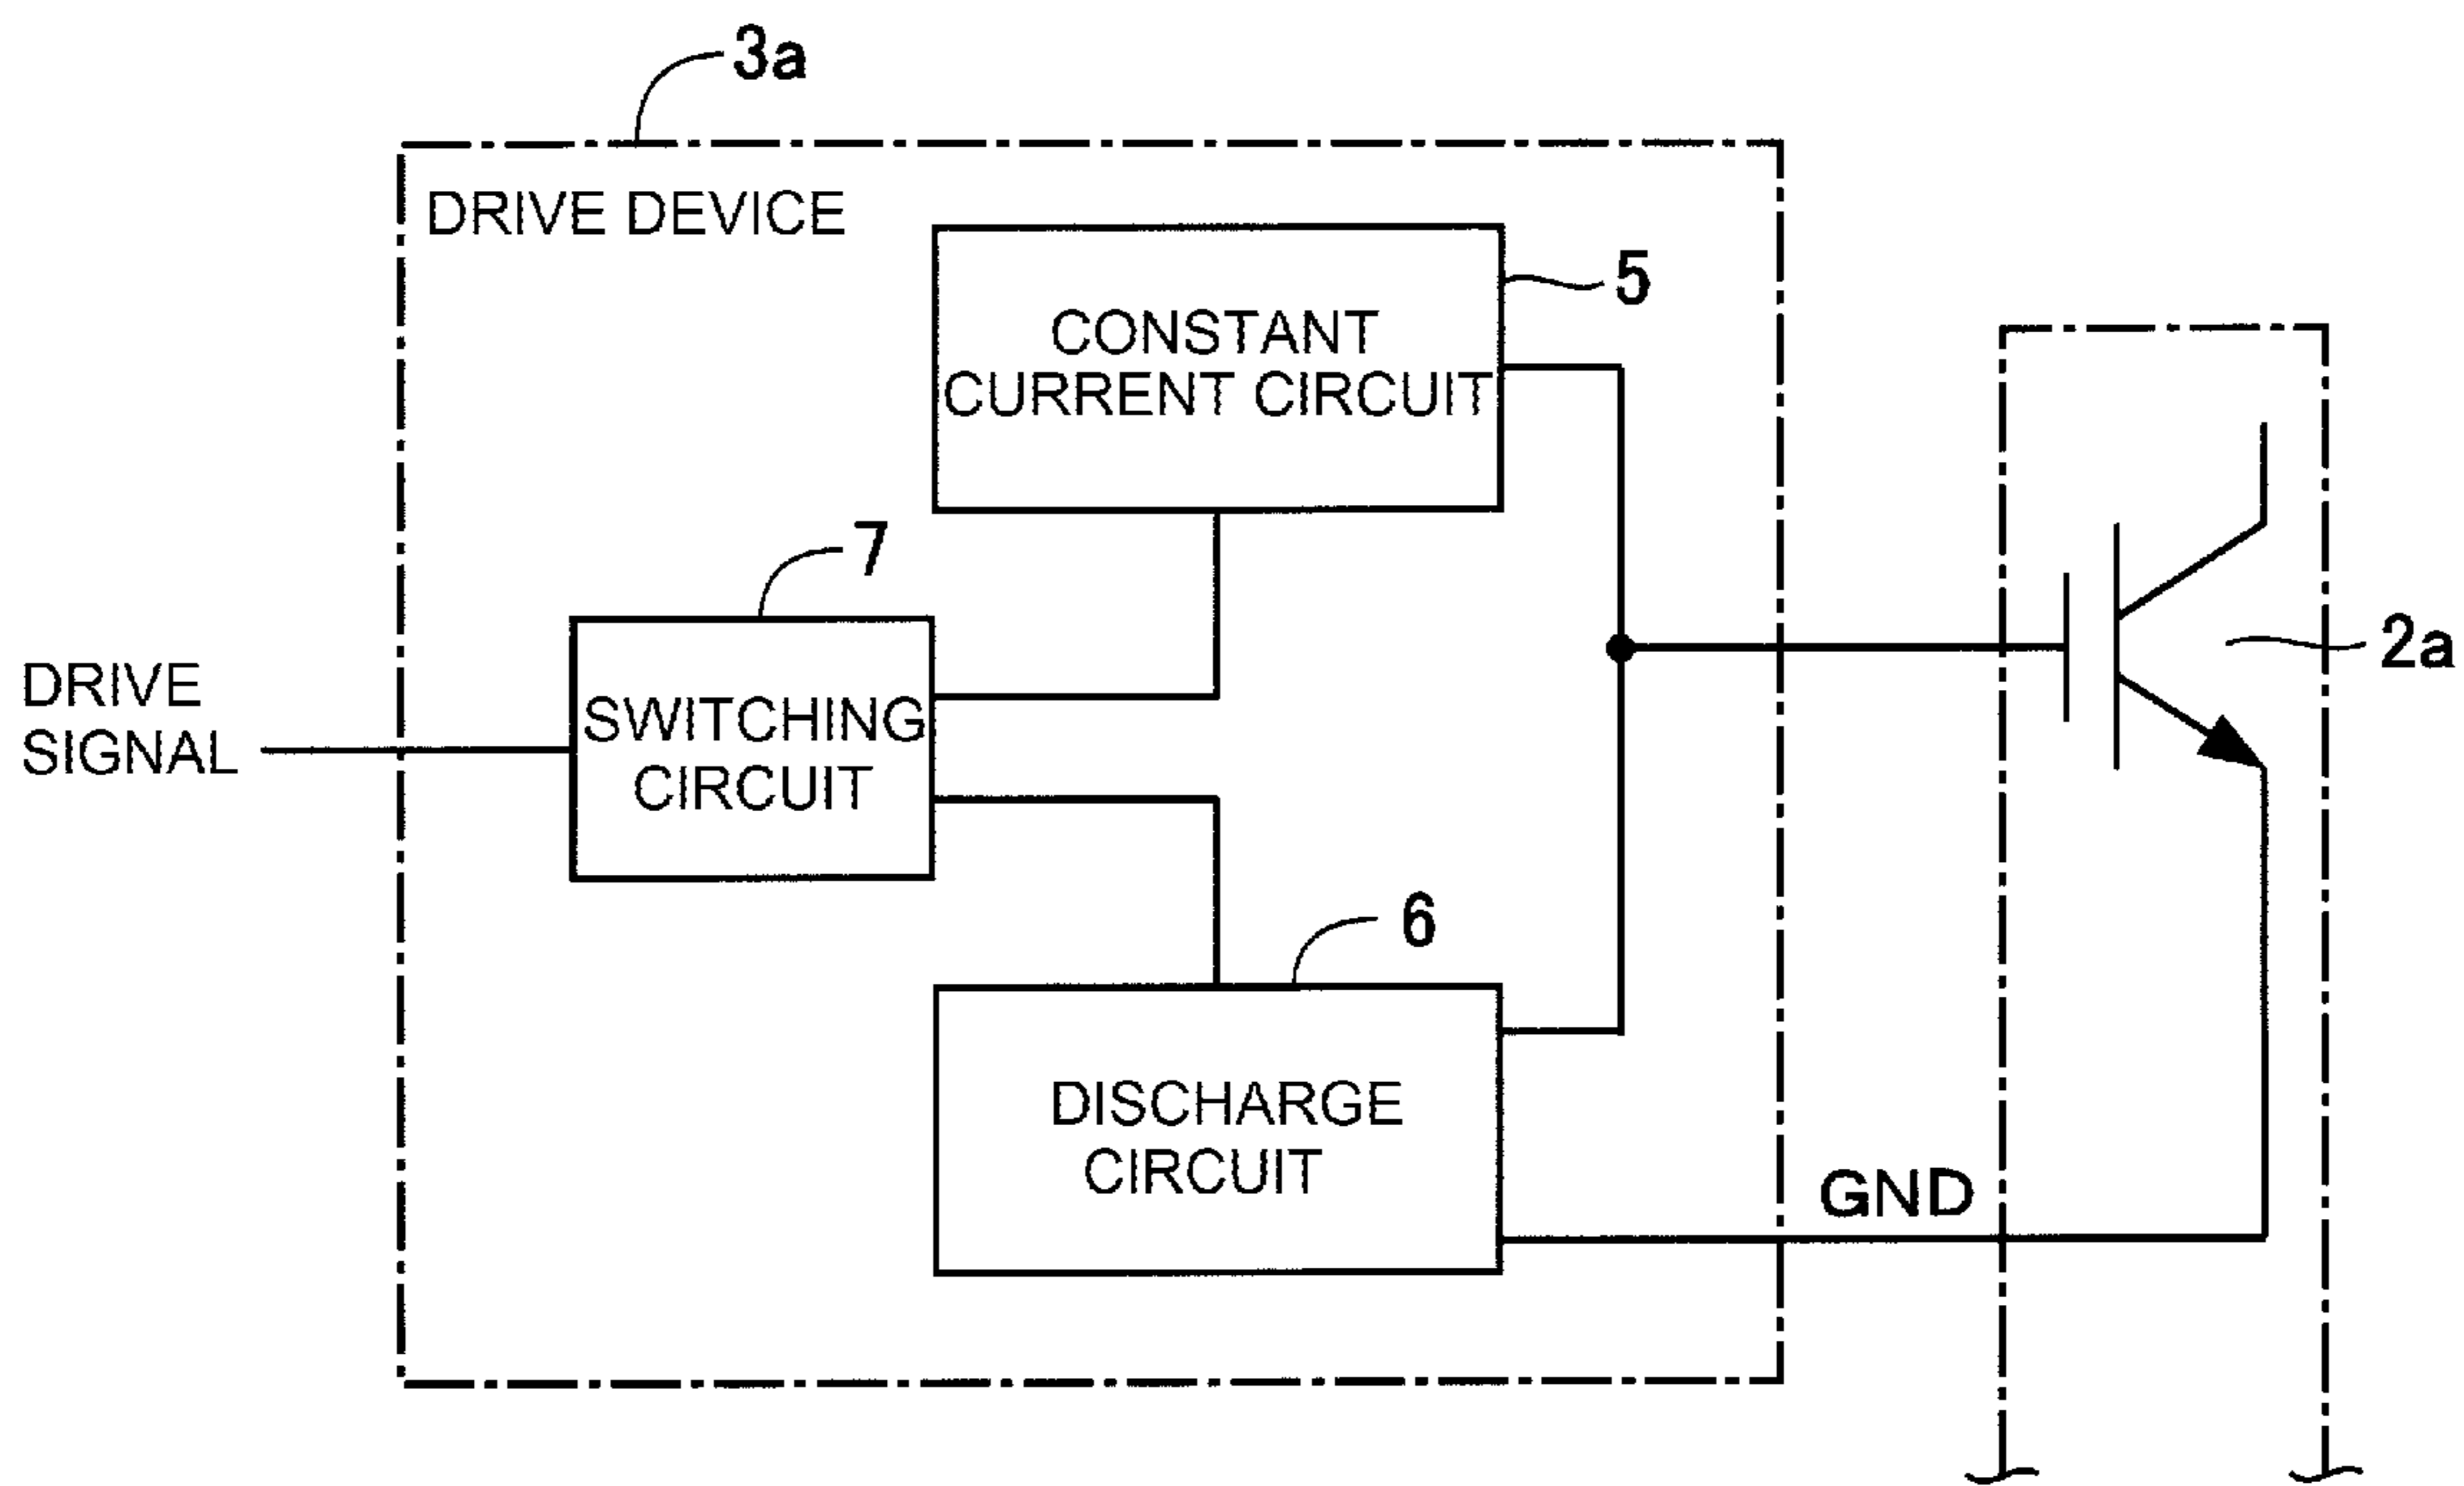 3a
DRIVE DEVICE
5
CONSTANT
CURRENT CIRCUIT
7
DRIVE
SIGNAL
SWITCHING
CIRCUIT
2a
6
DISCHARGE
CIRCUIT
GND